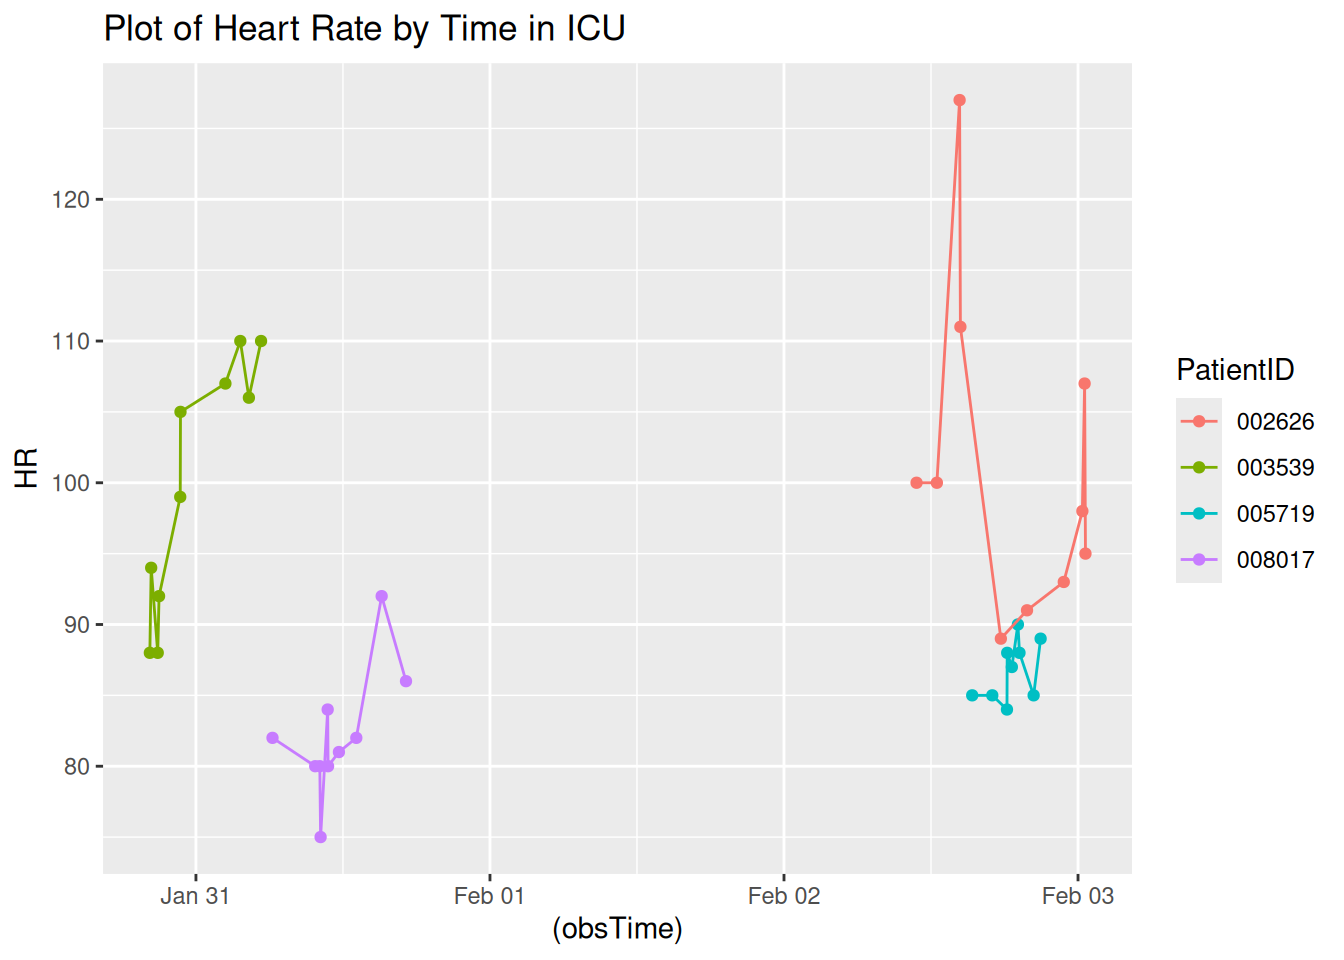 Plot of Heart Rate by Time in ICU
HR
120
110
100
90
80
Jan 31
Feb 01
Feb 02
Feb 03
(obsTime)
PatientID
002626
003539
005719
008017